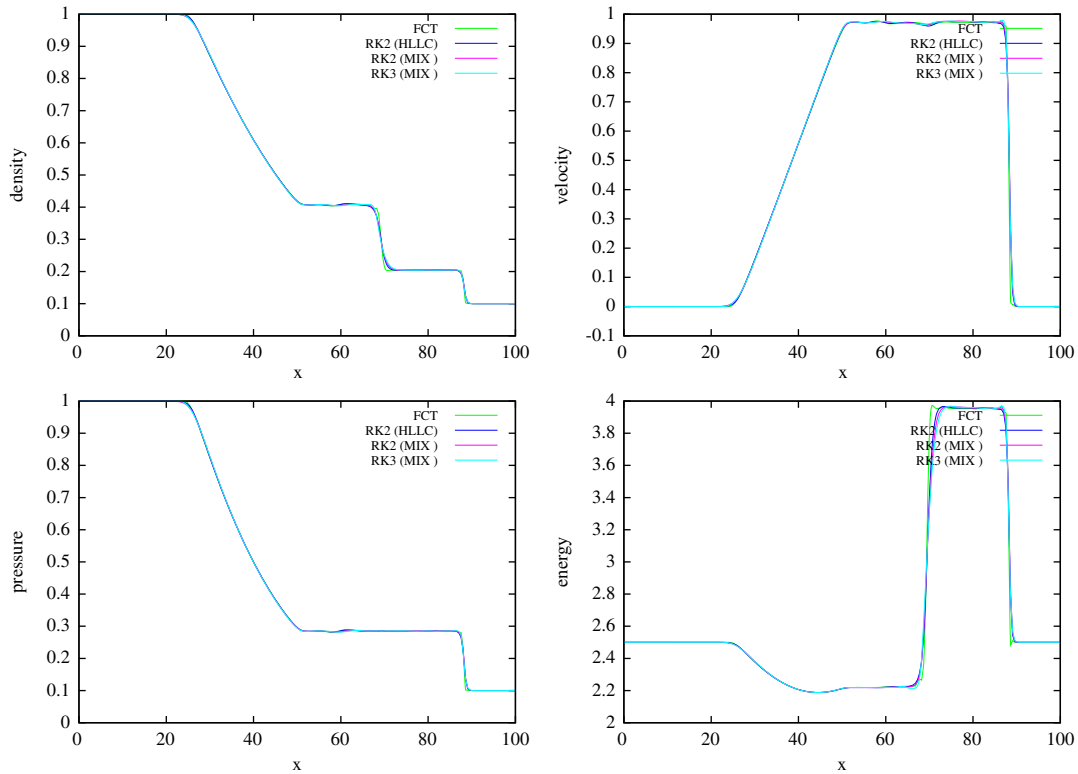 1
0.9
0.8
0.7
0.6
0.5
0.4
0.3
0.2
0.1
0
density
0 20 40 60 80 100
x
FCT
RK2 (HLLC)
RK2 (MIX )
RK3 (MIX )
1
0.9
0.8
0.7
0.6
0.5
0.4
0.3
0.2
0.1
0
-0.1
velocity
0 20 40 60 80 100
x
FCT
RK2 (HLLC)
RK2 (MIX )
RK3 (MIX )
1
0.9
0.8
0.7
0.6
0.5
0.4
0.3
0.2
0.1
0
pressure
0 20 40 60 80 100
x
FCT
RK2 (HLLC)
RK2 (MIX )
RK3 (MIX )
4
3.8
3.6
3.4
3.2
3
2.8
2.6
2.4
2.2
2
energy
0 20 40 60 80 100
x
FCT
RK2 (HLLC)
RK2 (MIX )
RK3 (MIX )